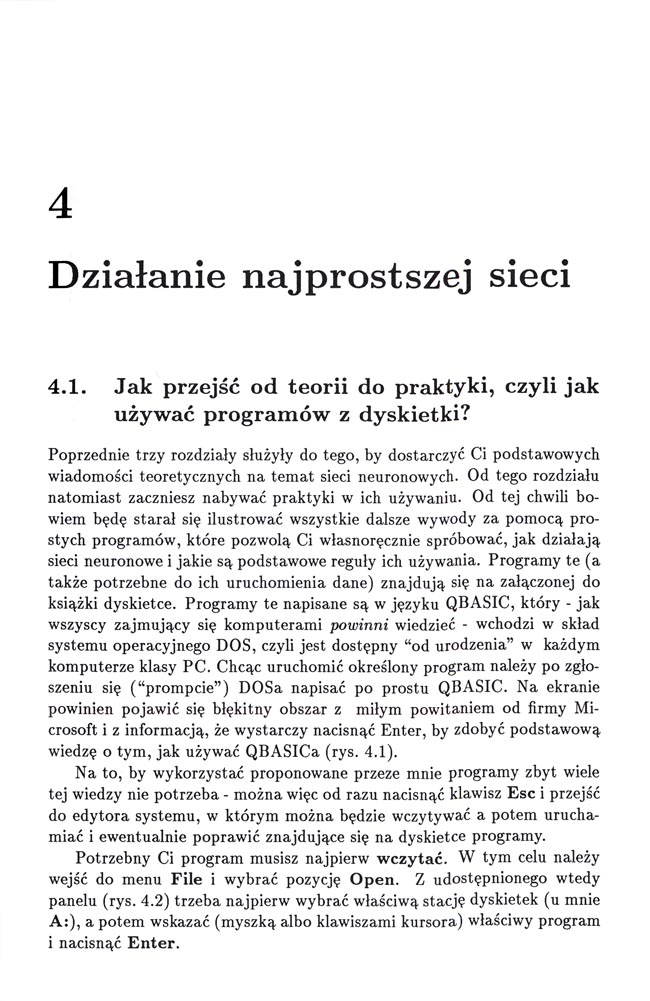 4
Działanie najprostszej sieci
4.1. Jak przejść od teorii do praktyki, czyli jak
używać programów z dyskietki?
Poprzednie trzy rozdziały służyły do tego, by dostarczyć Ci podstawowych
wiadomości teoretycznych na temat sieci neuronowych. Od tego rozdziału
natomiast zaczniesz nabywać praktyki w ich używaniu. Od tej chwili bo-
wiem będę starał się ilustrować wszystkie dalsze wywody za pomocą pro-
stych programów, które pozwolą Ci własnoręcznie spróbować, jak działają
sieci neuronowe i jakie są podstawowe reguły ich używania. Programy te (a
także potrzebne do ich uruchomienia dane) znajdują się na załączonej do
książki dyskietce. Programy te napisane są w języku QBASIC, który - jak
wszyscy zajmujący się komputerami powinni wiedzieć - wchodzi w skład
systemu operacyjnego DOS, czyli jest dostępny “od urodzenia” w każdym
komputerze klasy PC. Chcąc uruchomić określony program należy po zgło-
szeniu się (“prompcie”) DOSa napisać po prostu QBASIC. Na ekranie
powinien pojawić się błękitny obszar z miłym powitaniem od firmy Mi-
crosoft i z informacją, że wystarczy nacisnąć Enter, by zdobyć podstawową
wiedzę o tym, jak używać QBASICa (rys. 4.1).
Na to, by wykorzystać proponowane przeze mnie programy zbyt wiele
tej wiedzy nie potrzeba - można więc od razu nacisnąć klawisz Esc i przejść
do edytora systemu, w którym można będzie wczytywać a potem urucha-
miać i ewentualnie poprawić znajdujące się na dyskietce programy.
Potrzebny Ci program musisz najpierw wczytać. W tym celu należy
wejść do menu File i wybrać pozycję Open. Z udostępnionego wtedy
panelu (rys. 4.2) trzeba najpierw wybrać właściwą stację dyskietek (u mnie
A:), a potem wskazać (myszką albo klawiszami kursora) właściwy program
i nacisnąć Enter.